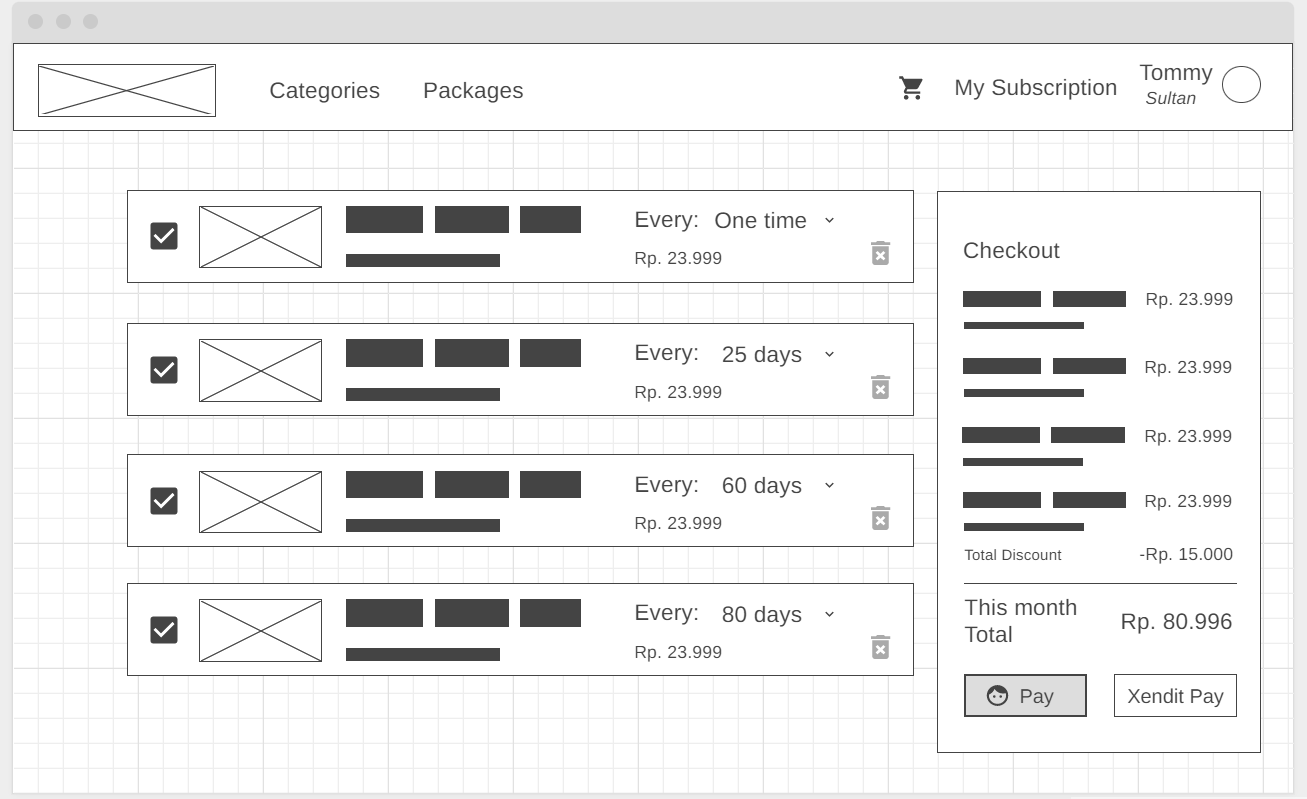 Categories
Packages
My Subscription
Tommy
Sultan
Every: One time
Rp. 23.999
Every: 25 days
Rp. 23.999
Every: 60 days
Rp. 23.999
Every: 80 days
Rp. 23.999
Checkout
Rp. 23.999
Rp. 23.999
Rp. 23.999
Rp. 23.999
Total Discount -Rp. 15.000
This month
Total
Rp. 80.996
Pay
Xendit Pay